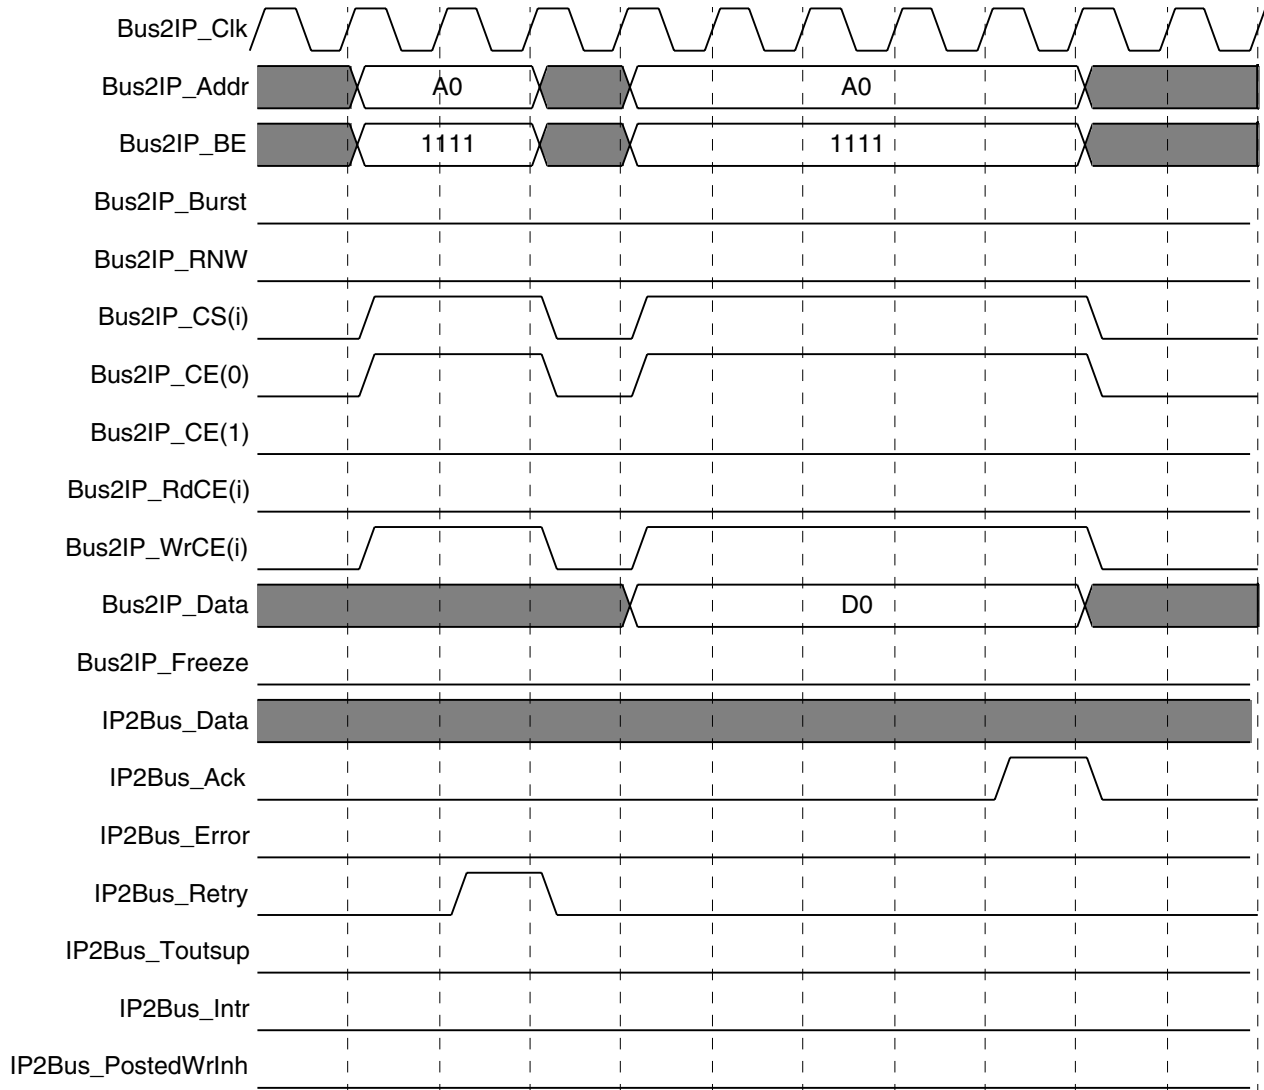 Bus2IP_Clk
Bus2IP_Addr A0 A0
Bus2IP_BE 1111 1111
Bus2IP_Burst
Bus2IP_RNW
Bus2IP_CS(i)
Bus2IP_CE(0)
Bus2IP_CE(1)
Bus2IP_RdCE(i)
Bus2IP_WrCE(i)
Bus2IP_Data D0
Bus2IP_Freeze
IP2Bus_Data
IP2Bus_Ack
IP2Bus_Error
IP2Bus_Retry
IP2Bus_Toutsup
IP2Bus_Intr
IP2Bus_PostedWrInh